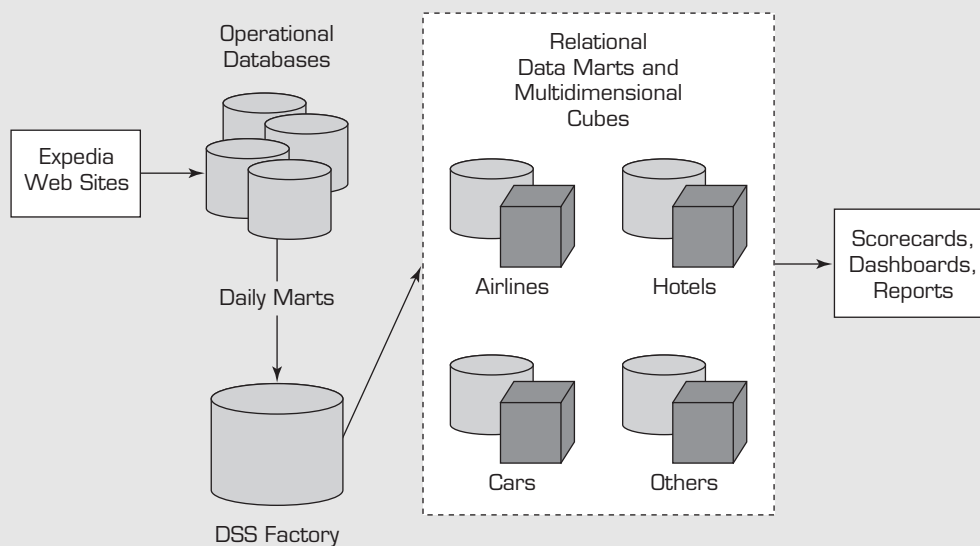 Operational
Databases
Relational
Data Marts and
Multidimensional
Cubes
Expedia
Web Sites
Daily Marts
DSS Factory
Airlines
Hotels
Cars
Others
Scorecards,
Dashboards,
Reports